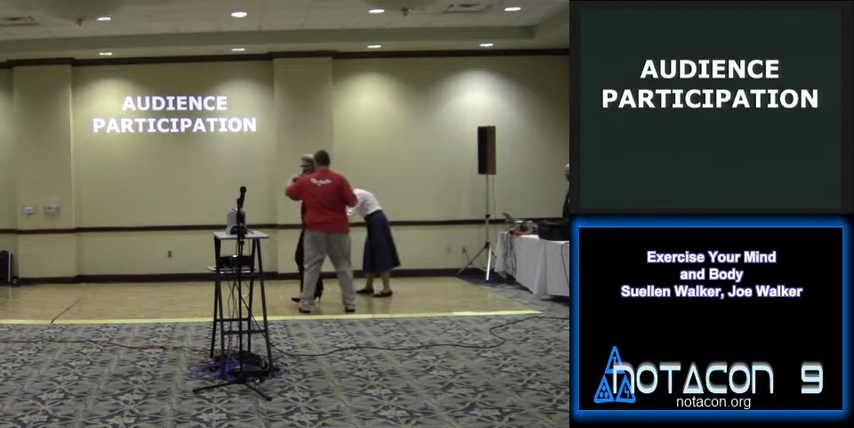 AUDIENCE
PARTICIPATION
AUDIENCE
PARTICIPATION
Exercise Your Mind
and Body
Suellen Walker, Joe Walker
NOTACON 9
notacon.org